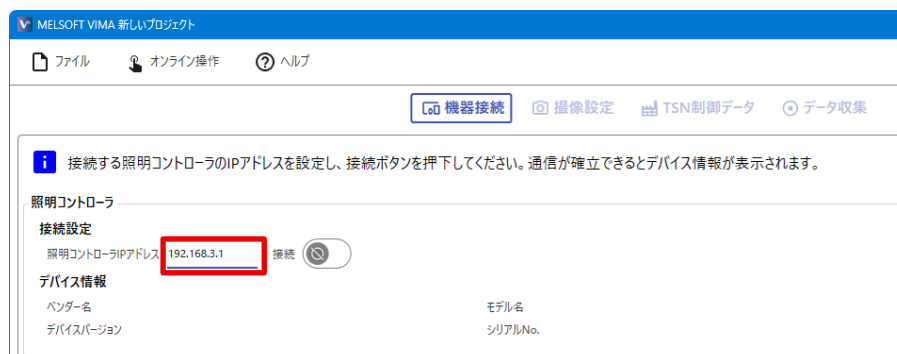 MELSOFT VIMA 新しいプロジェクト
ファイル オンライン操作 ヘルプ
機器接続 撮像設定 TSN制御データ データ収集
接続する照明コントローラのIPアドレスを設定し、接続ボタンを押下してください。通信が確立できるとデバイス情報が表示されます。
照明コントローラ
接続設定
照明コントローラIPアドレス 192.168.3.1 接続
デバイス情報
ベンダー名 モデル名
デバイスバージョン シリアルNo.